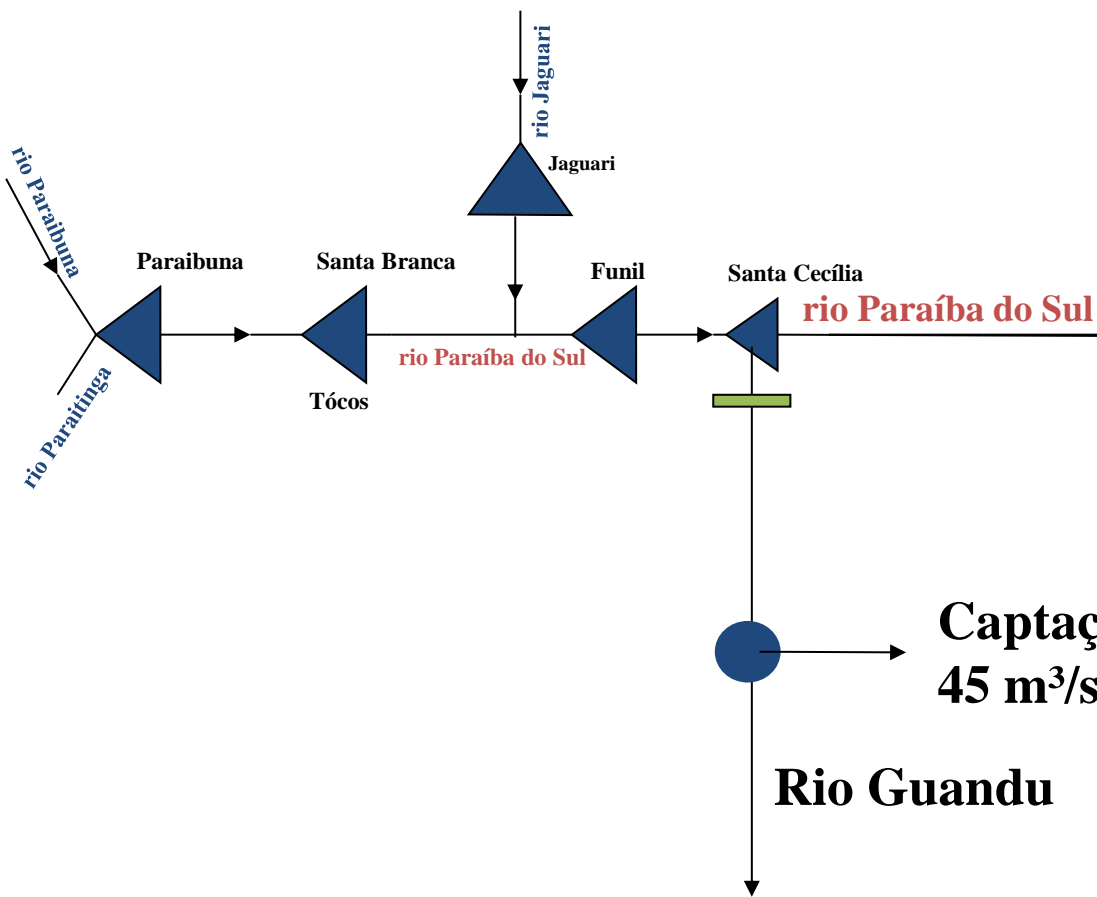 rio Jaguari
Jaguari
rio Paraibuna
Paraibuna
Santa Branca
Funil
Santa Cecília
rio Paraíba do Sul
rio Paraíba do Sul
rio Paraitinga
Tócos
Captaç
45 m³/s
Rio Guandu